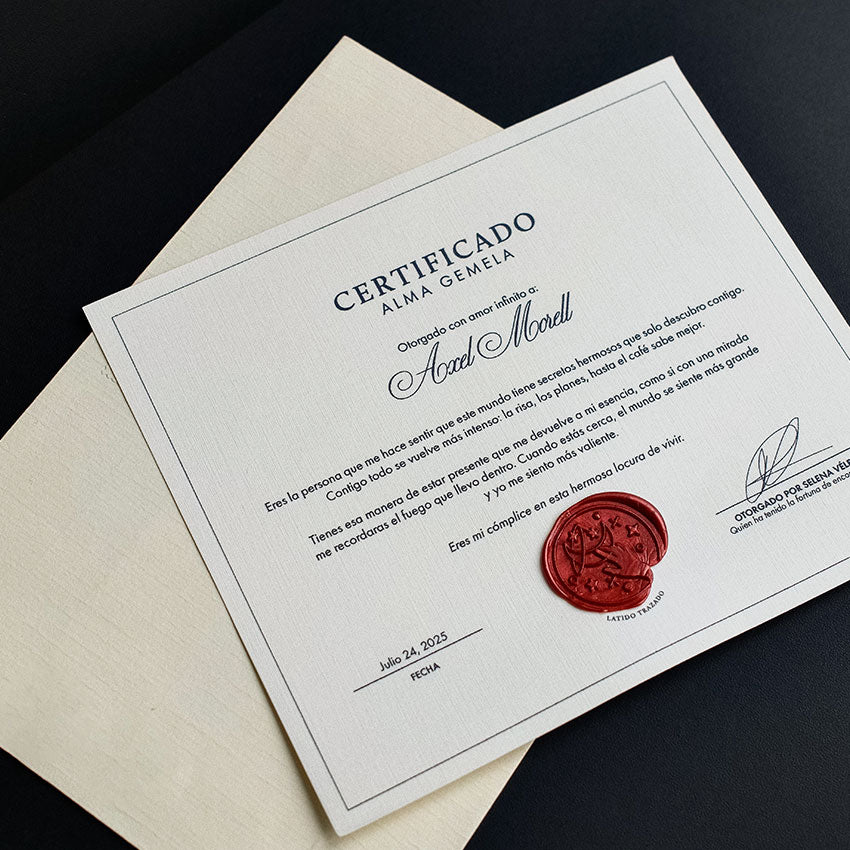 CERTIFICADO
ALMA GEMELA
Otorgado con amor infinito a:
Axel Morell
Eres la persona que me hace sentir que este mundo tiene secretos hermosos que solo descubro contigo.
Contigo todo se vuelve más intenso: la risa, los planes, hasta el café sabe mejor.
Tienes esa manera de estar presente que me devuelve a mi esencia, como si con una mirada
me recordaras el fuego que llevo dentro. Cuando estás cerca, el mundo se siente más grande
y yo me siento más valiente.
Eres mi cómplice en esta hermosa locura de vivir.
Julio 24, 2025
FECHA
LATIDO TRAZADO
OTORGADO POR SELENA
Quien ha tenido la fortuna de